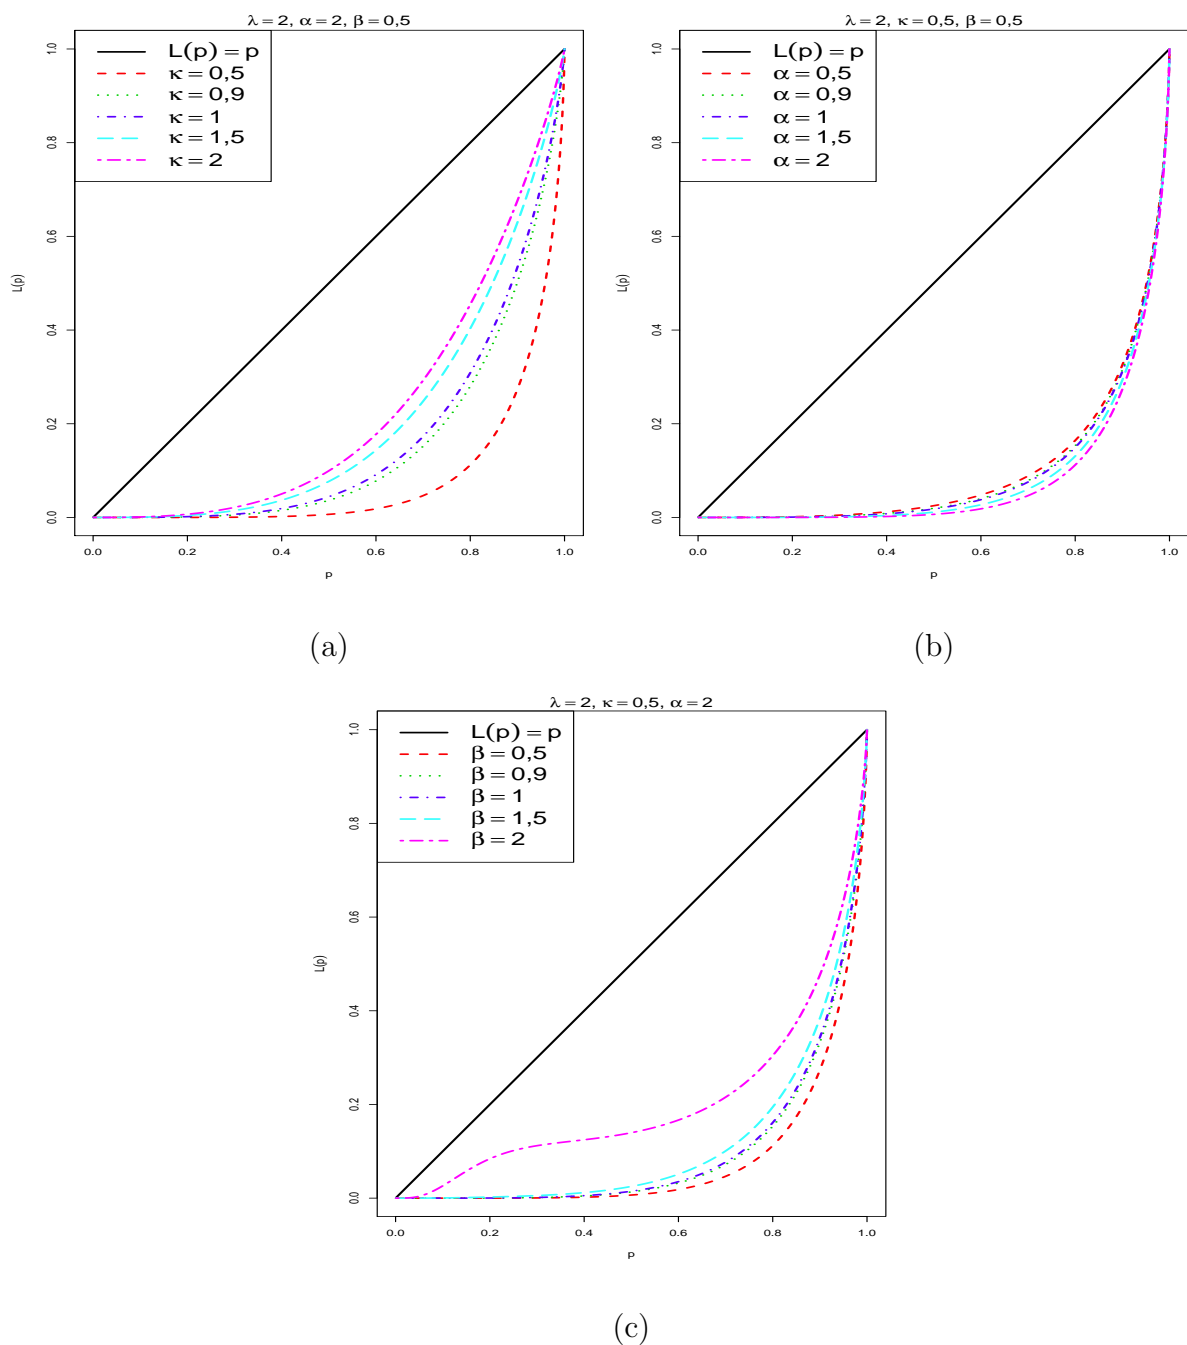 λ = 2, α = 2, β = 0,5
L(p) = p
κ = 0,5
κ = 0,9
κ = 1
κ = 1,5
κ = 2
1.0
0.8
0.6
0.4
0.2
0.0
L(p)
0.0 0.2 0.4 0.6 0.8 1.0
p
(a)
λ = 2, κ = 0,5, β = 0,5
L(p) = p
α = 0,5
α = 0,9
α = 1
α = 1,5
α = 2
1.0
0.8
0.6
0.4
0.2
0.0
L(p)
0.0 0.2 0.4 0.6 0.8 1.0
p
(b)
λ = 2, κ = 0,5, α = 2
L(p) = p
β = 0,5
β = 0,9
β = 1
β = 1,5
β = 2
1.0
0.8
0.6
0.4
0.2
0.0
L(p)
0.0 0.2 0.4 0.6 0.8 1.0
p
(c)